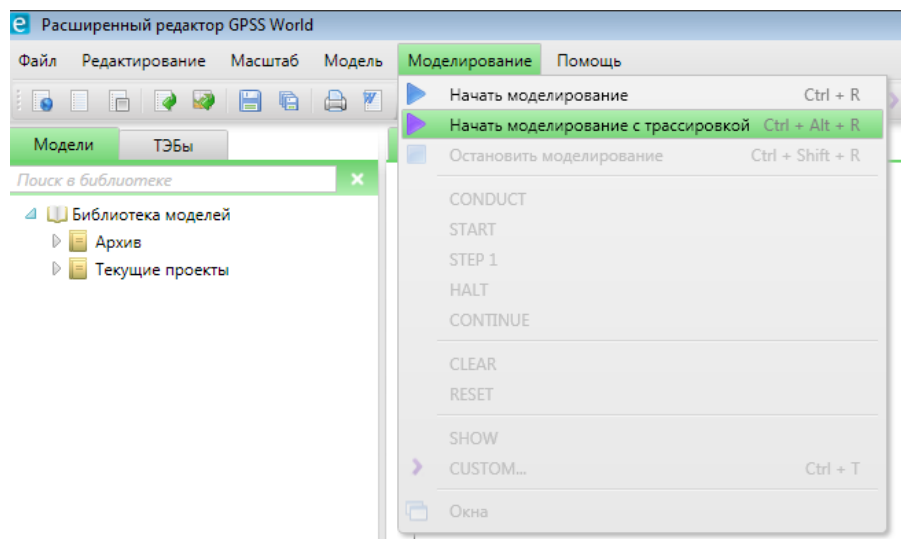 Расширенный редактор GPSS World
Файл Редактирование Масштаб Модель Моделирование Помощь
Модели ТЭБы
Поиск в библиотеке
Библиотека моделей
Архив
Текущие проекты
Начать моделирование Ctrl + R
Начать моделирование с трассировкой Ctrl + Alt + R
Остановить моделирование Ctrl + Shift + R
CONDUCT
START
STEP 1
HALT
CONTINUE
CLEAR
RESET
SHOW
CUSTOM... Ctrl + T
Окна